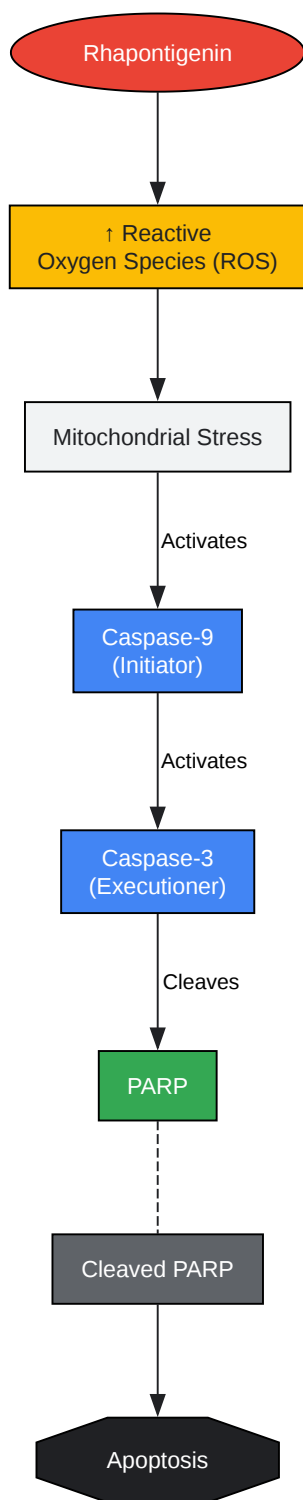 Rhapontigenin
↑ Reactive
Oxygen Species (ROS)
Mitochondrial Stress
Activates
Caspase-9
(Initiator)
Activates
Caspase-3
(Executioner)
Cleaves
PARP
Cleaved PARP
Apoptosis